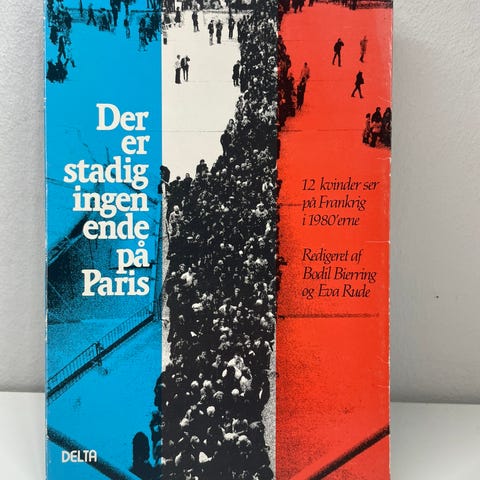 Der
er
stadig
ingen
ende
på
Paris
12 kvinder ser
på Frankrig
i 1980'erne
Redigeret af
Bodil Bierring
og Eva Rude
DELTA